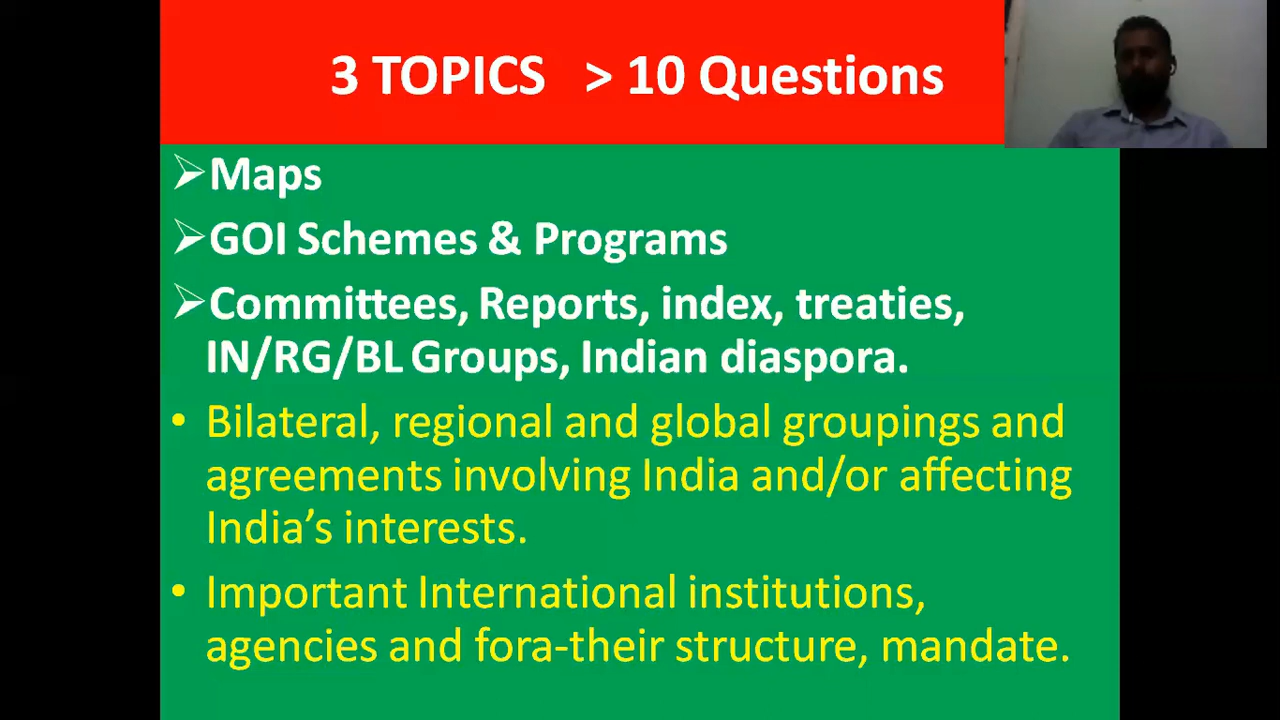 3 TOPICS > 10 Questions
➢Maps
➢GOI Schemes & Programs
➢Committees, Reports, index, treaties,
IN/RG/BL Groups, Indian diaspora.
• Bilateral, regional and global groupings and
agreements involving India and/or affecting
India’s interests.
• Important International institutions,
agencies and fora-their structure, mandate.